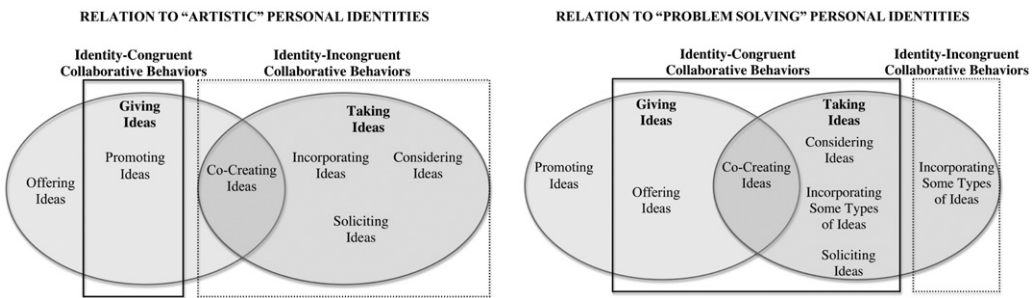 RELATION TO “ARTISTIC” PERSONAL IDENTITIES
Identity-Congruent
Collaborative Behaviors
Identity-Incongruent
Collaborative Behaviors
Giving
Ideas
Taking
Ideas
Offering
Ideas
Promoting
Ideas
Co-Creating
Ideas
Incorporating
Ideas
Considering
Ideas
Soliciting
Ideas
RELATION TO “PROBLEM SOLVING” PERSONAL IDENTITIES
Identity-Congruent
Collaborative Behaviors
Identity-Incongruent
Collaborative Behaviors
Giving
Ideas
Taking
Ideas
Promoting
Ideas
Offering
Ideas
Co-Creating
Ideas
Considering
Ideas
Incorporating
Some Types
of Ideas
Soliciting
Ideas
Incorporating
Some Types
of Ideas